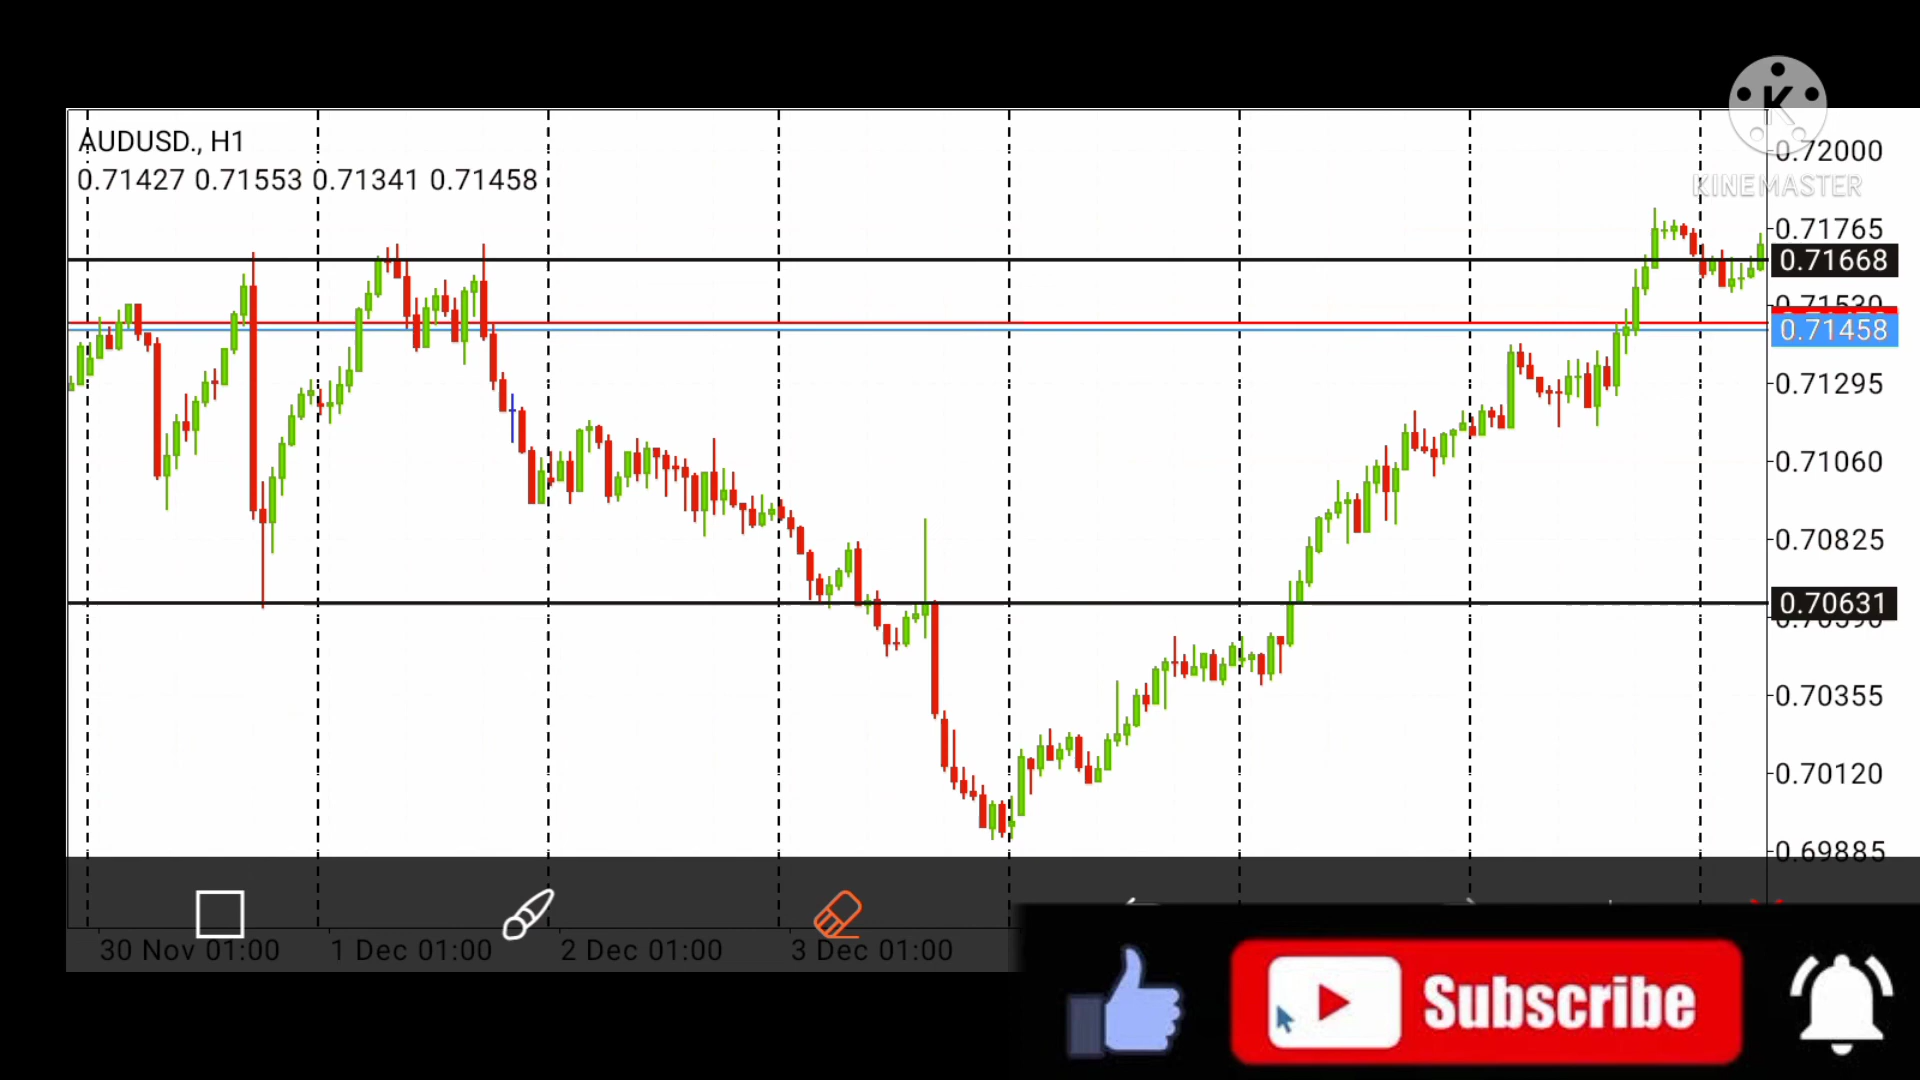 AUDUSD., H1
0.71427 0.71553 0.71341 0.71458
K
KINEMASTER
0.72000
0.71765
0.71668
0.71530
0.71458
0.71295
0.71060
0.70825
0.70631
0.70355
0.70120
0.69885
30 Nov 01:00 1 Dec 01:00 2 Dec 01:00 3 Dec 01:00
Subscribe